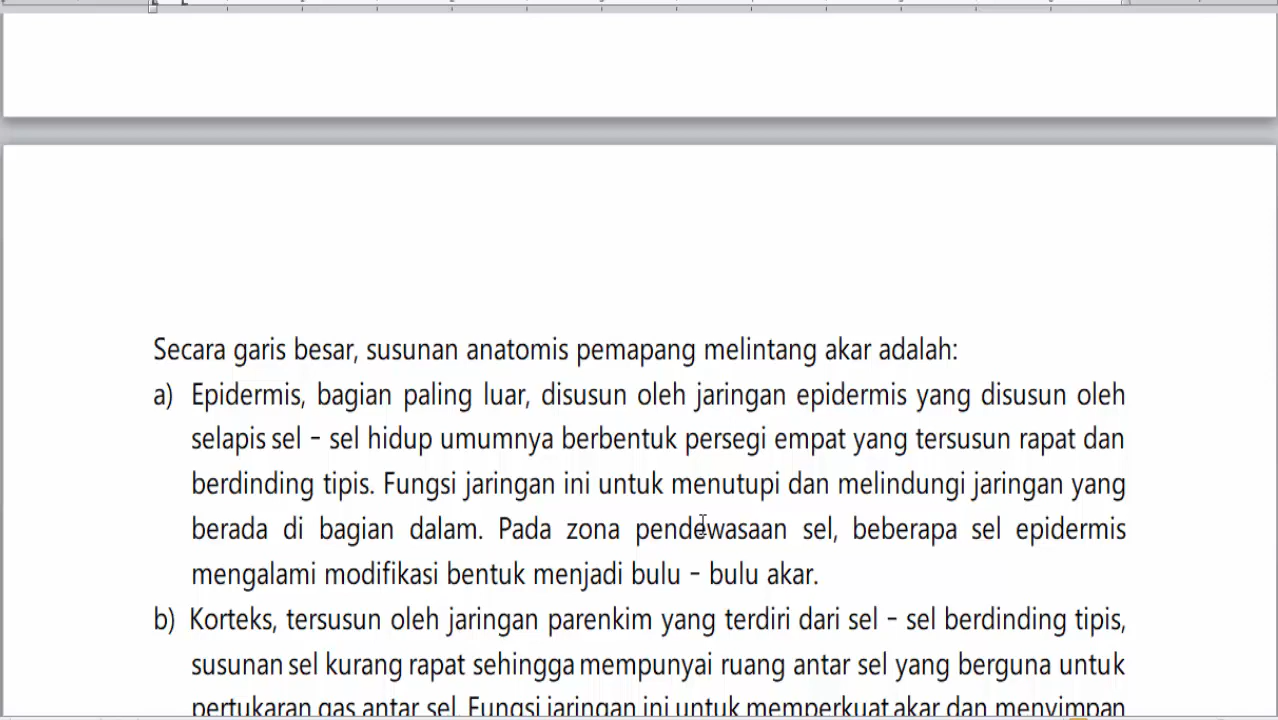 Secara garis besar, susunan anatomis pemapang melintang akar adalah:
a) Epidermis, bagian paling luar, disusun oleh jaringan epidermis yang disusun oleh
selapis sel - sel hidup umumnya berbentuk persegi empat yang tersusun rapat dan
berdinding tipis. Fungsi jaringan ini untuk menutupi dan melindungi jaringan yang
berada di bagian dalam. Pada zona pendewasaan sel, beberapa sel epidermis
mengalami modifikasi bentuk menjadi bulu - bulu akar.
b) Korteks, tersusun oleh jaringan parenkim yang terdiri dari sel - sel berdinding tipis,
susunan sel kurang rapat sehingga mempunyai ruang antar sel yang berguna untuk
pertukaran gas antar sel. Fungsi jaringan ini untuk memperkuat akar dan menyimpan